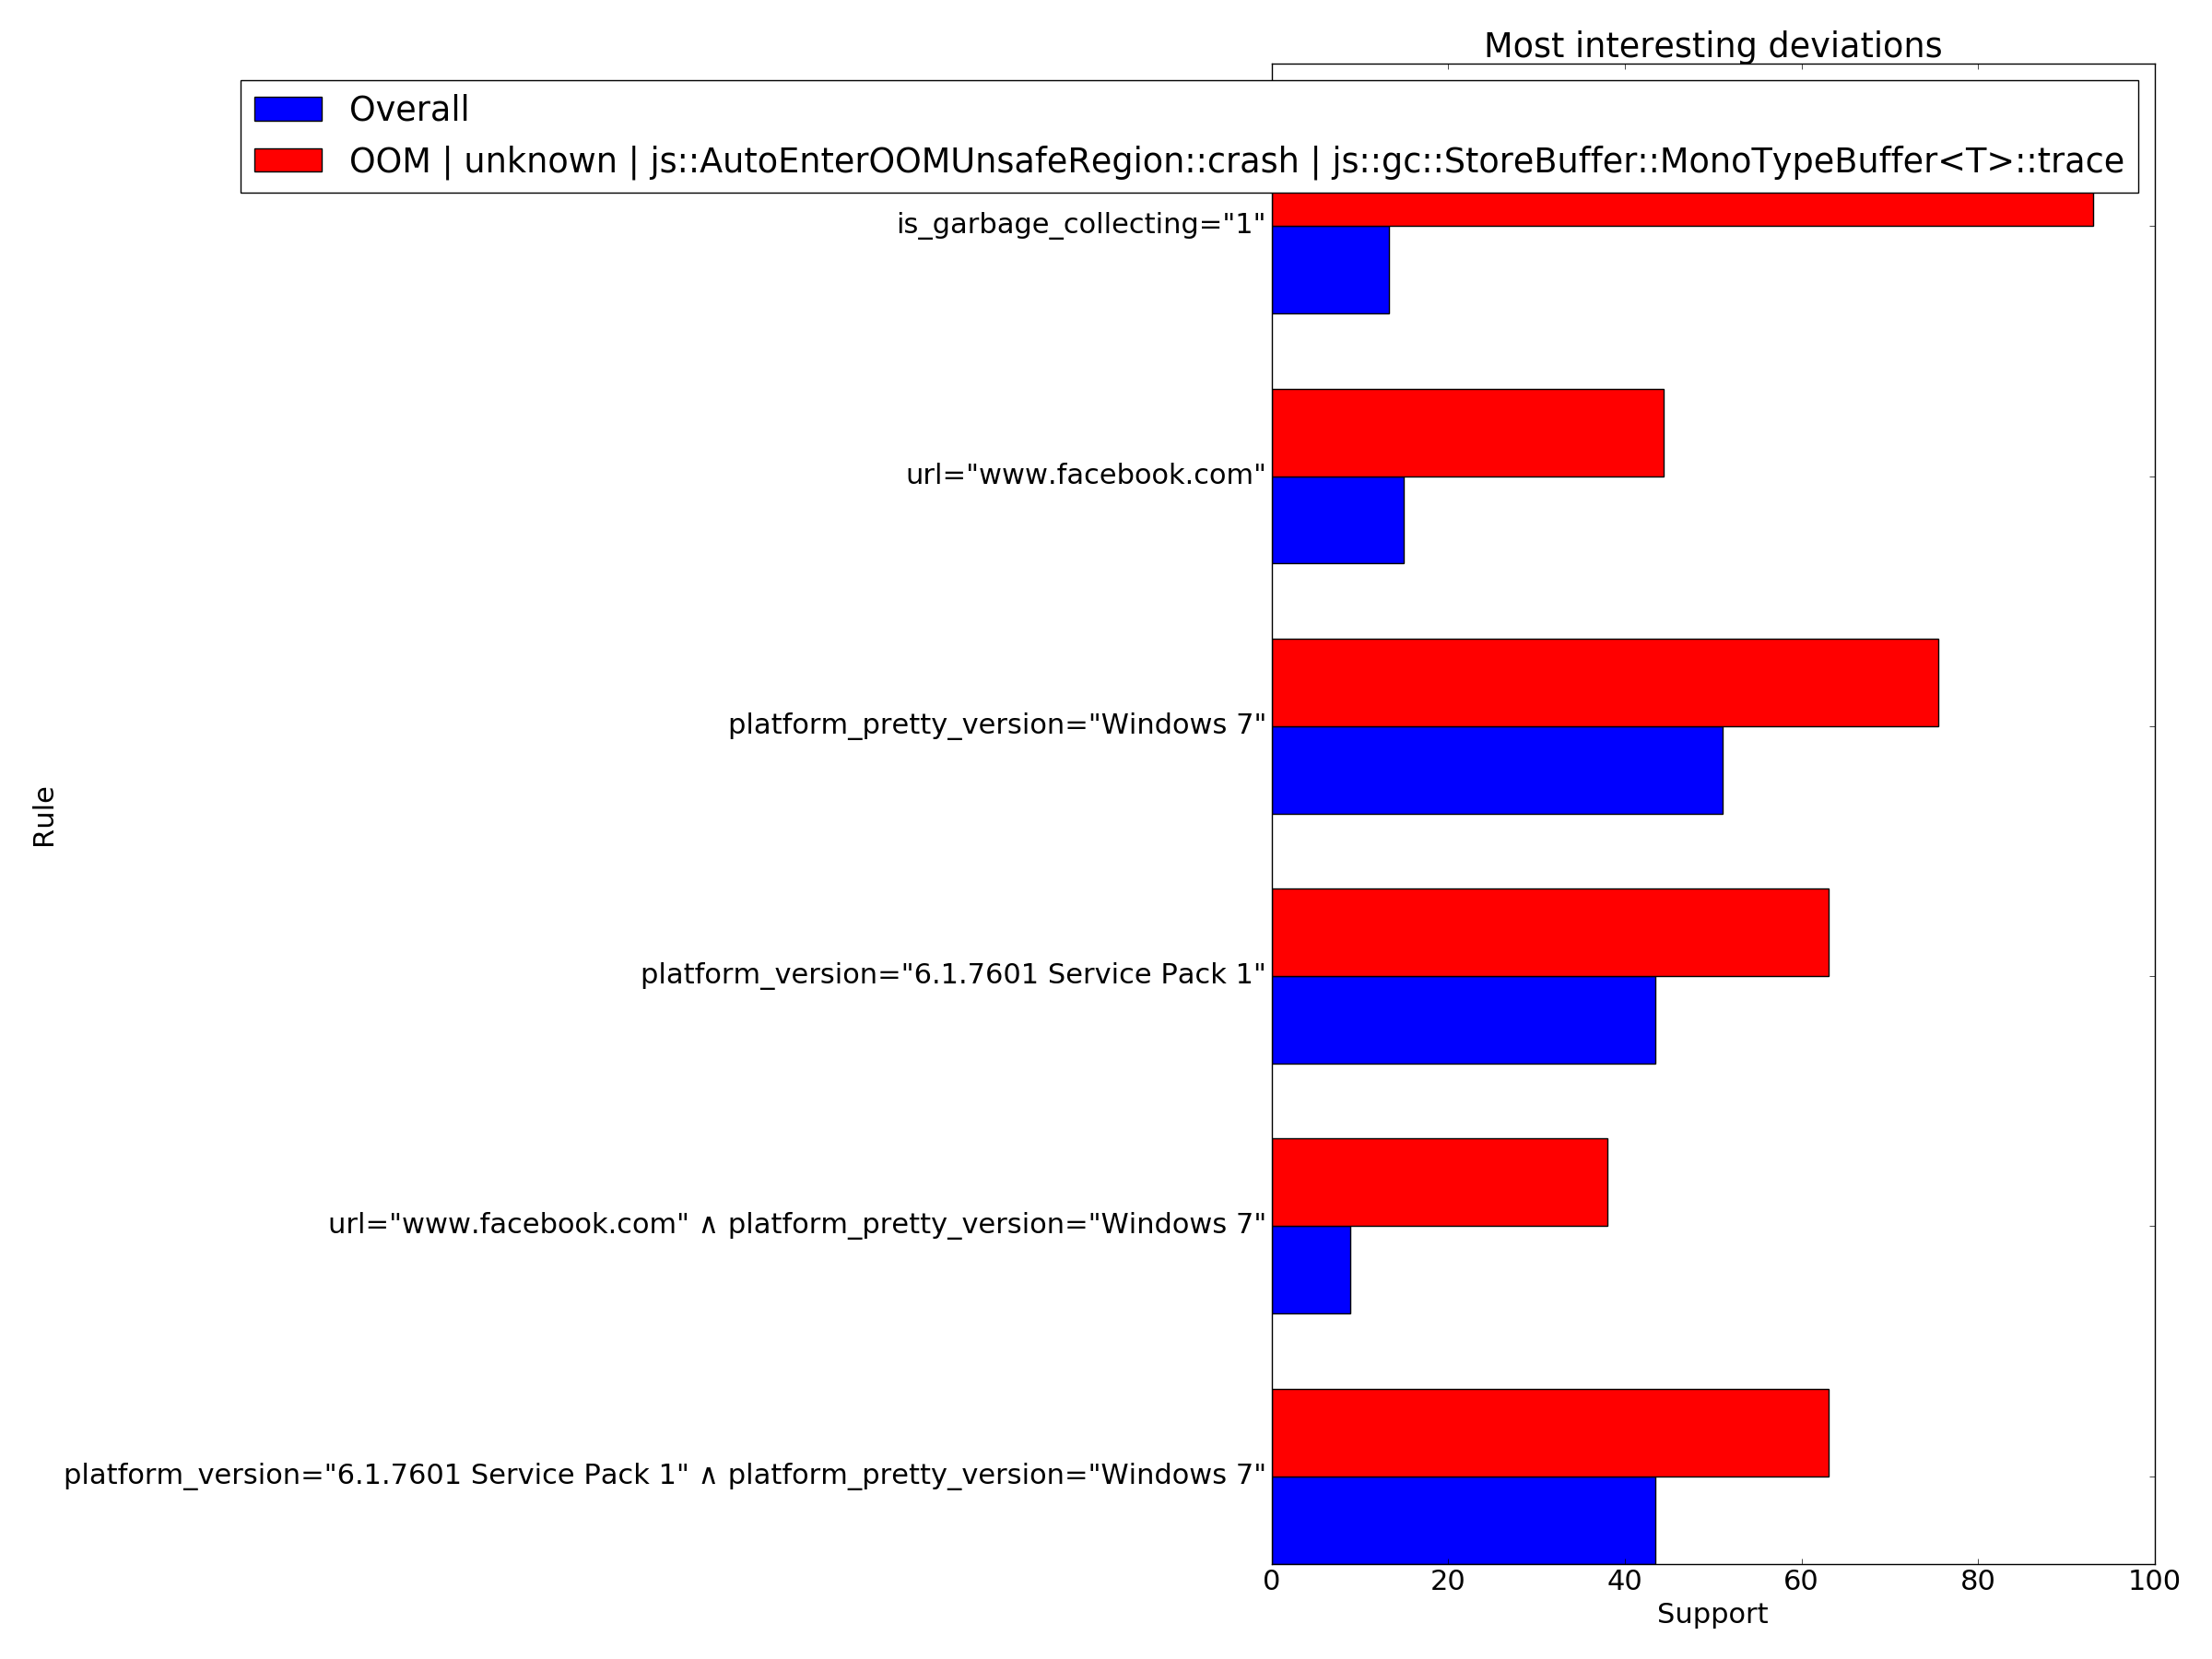 Most interesting deviations
Overall
OOM | unknown | js::AutoEnterOOMUnsafeRegion::crash | js::gc::StoreBuffer::MonoTypeBuffer<T>::trace
is_garbage_collecting="1"
url="www.facebook.com"
platform_pretty_version="Windows 7"
Rule
platform_version="6.1.7601 Service Pack 1"
url="www.facebook.com" ∧ platform_pretty_version="Windows 7"
platform_version="6.1.7601 Service Pack 1" ∧ platform_pretty_version="Windows 7"
0 20 40 60 80 100
Support